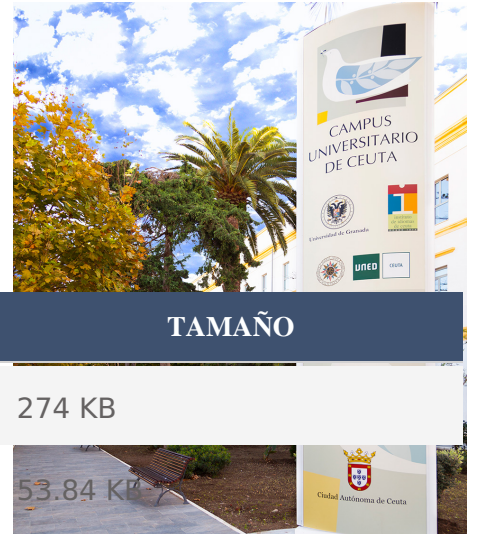 CAMPUS
UNIVERSITARIO
DE CEUTA
Universidad de Granada
UNED
CEUTA
TAMAÑO
274 KB
53.84 KB
Ciudad Autónoma de Ceuta